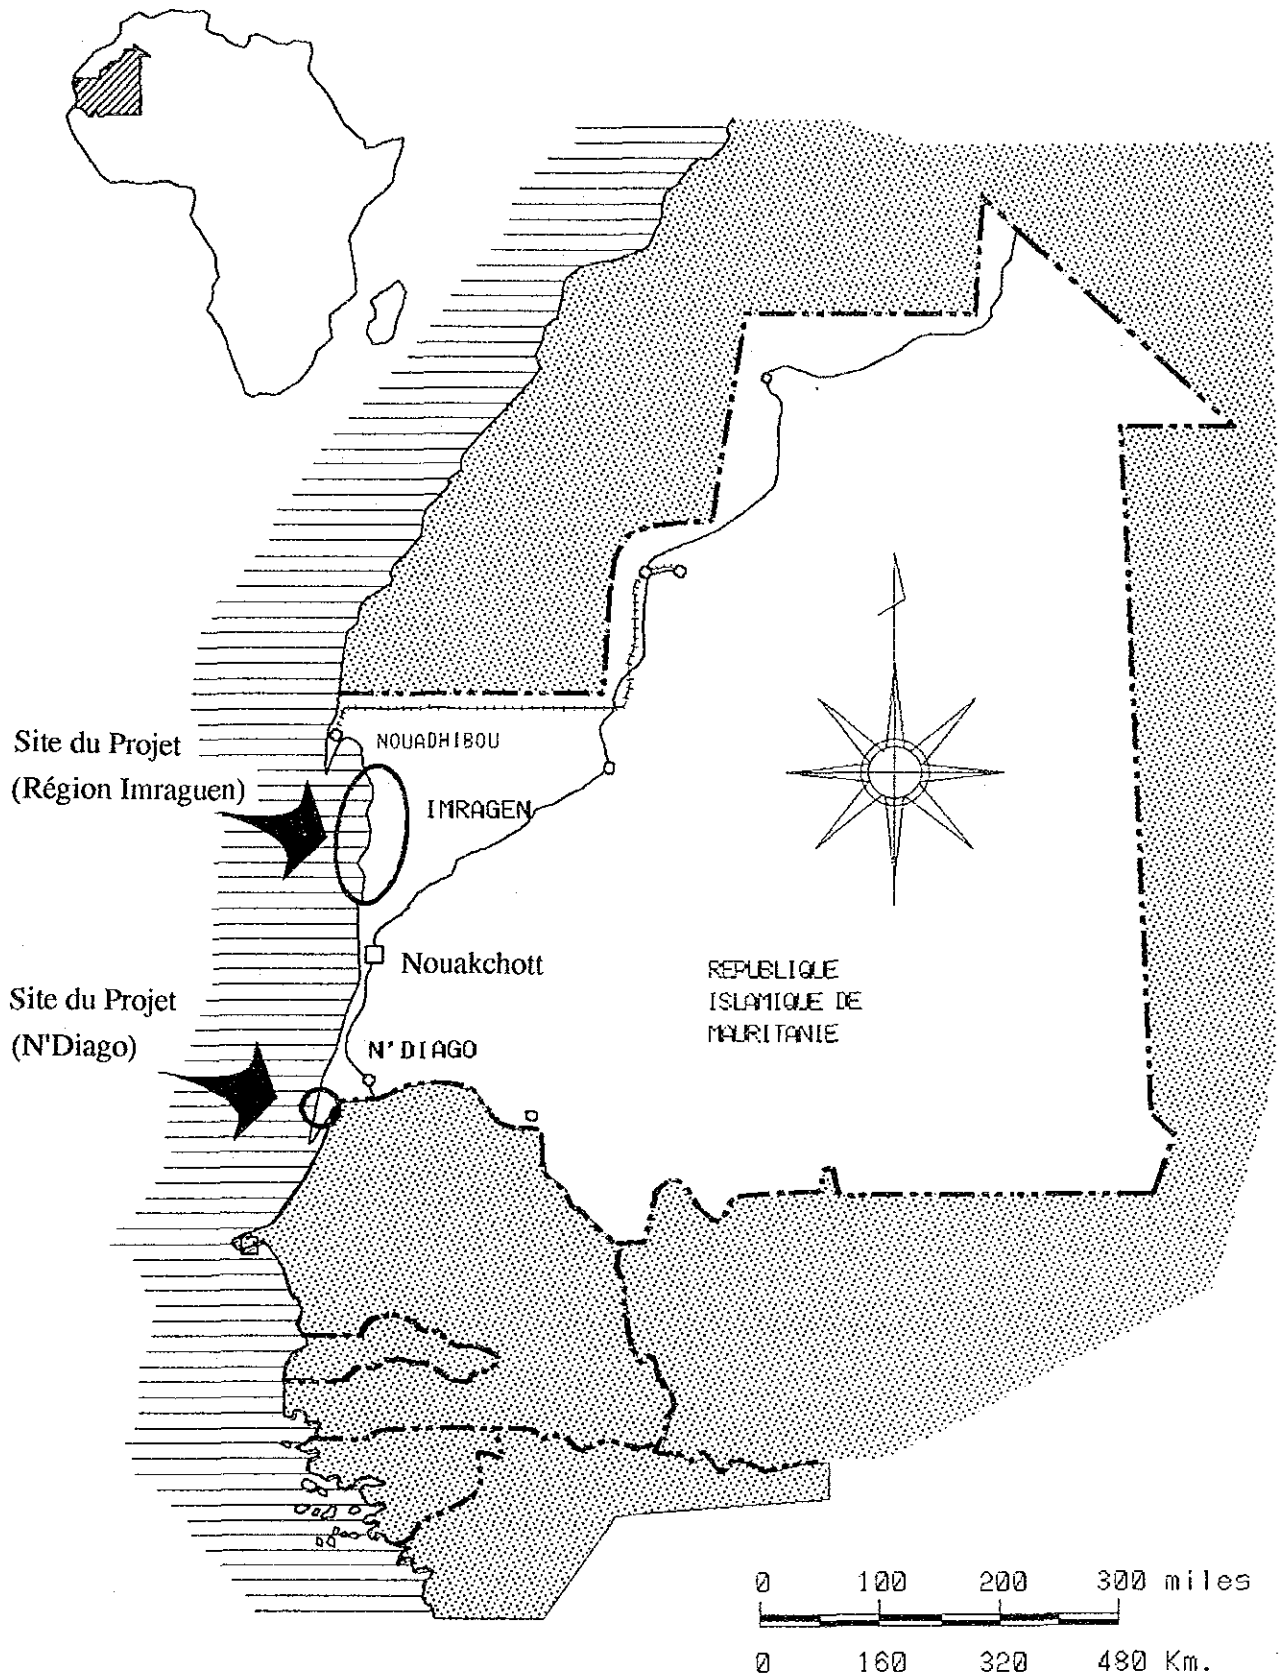 Site du Projet
(Région Imraguen)
NOUADHIBOU
IMRAGEN
Nouakchott
Site du Projet
(N'Diago)
N'DIAGO
REPUBLIQUE
ISLAMIQUE DE
MAURITANIE
0 100 200 300 miles
0 160 320 480 Km.